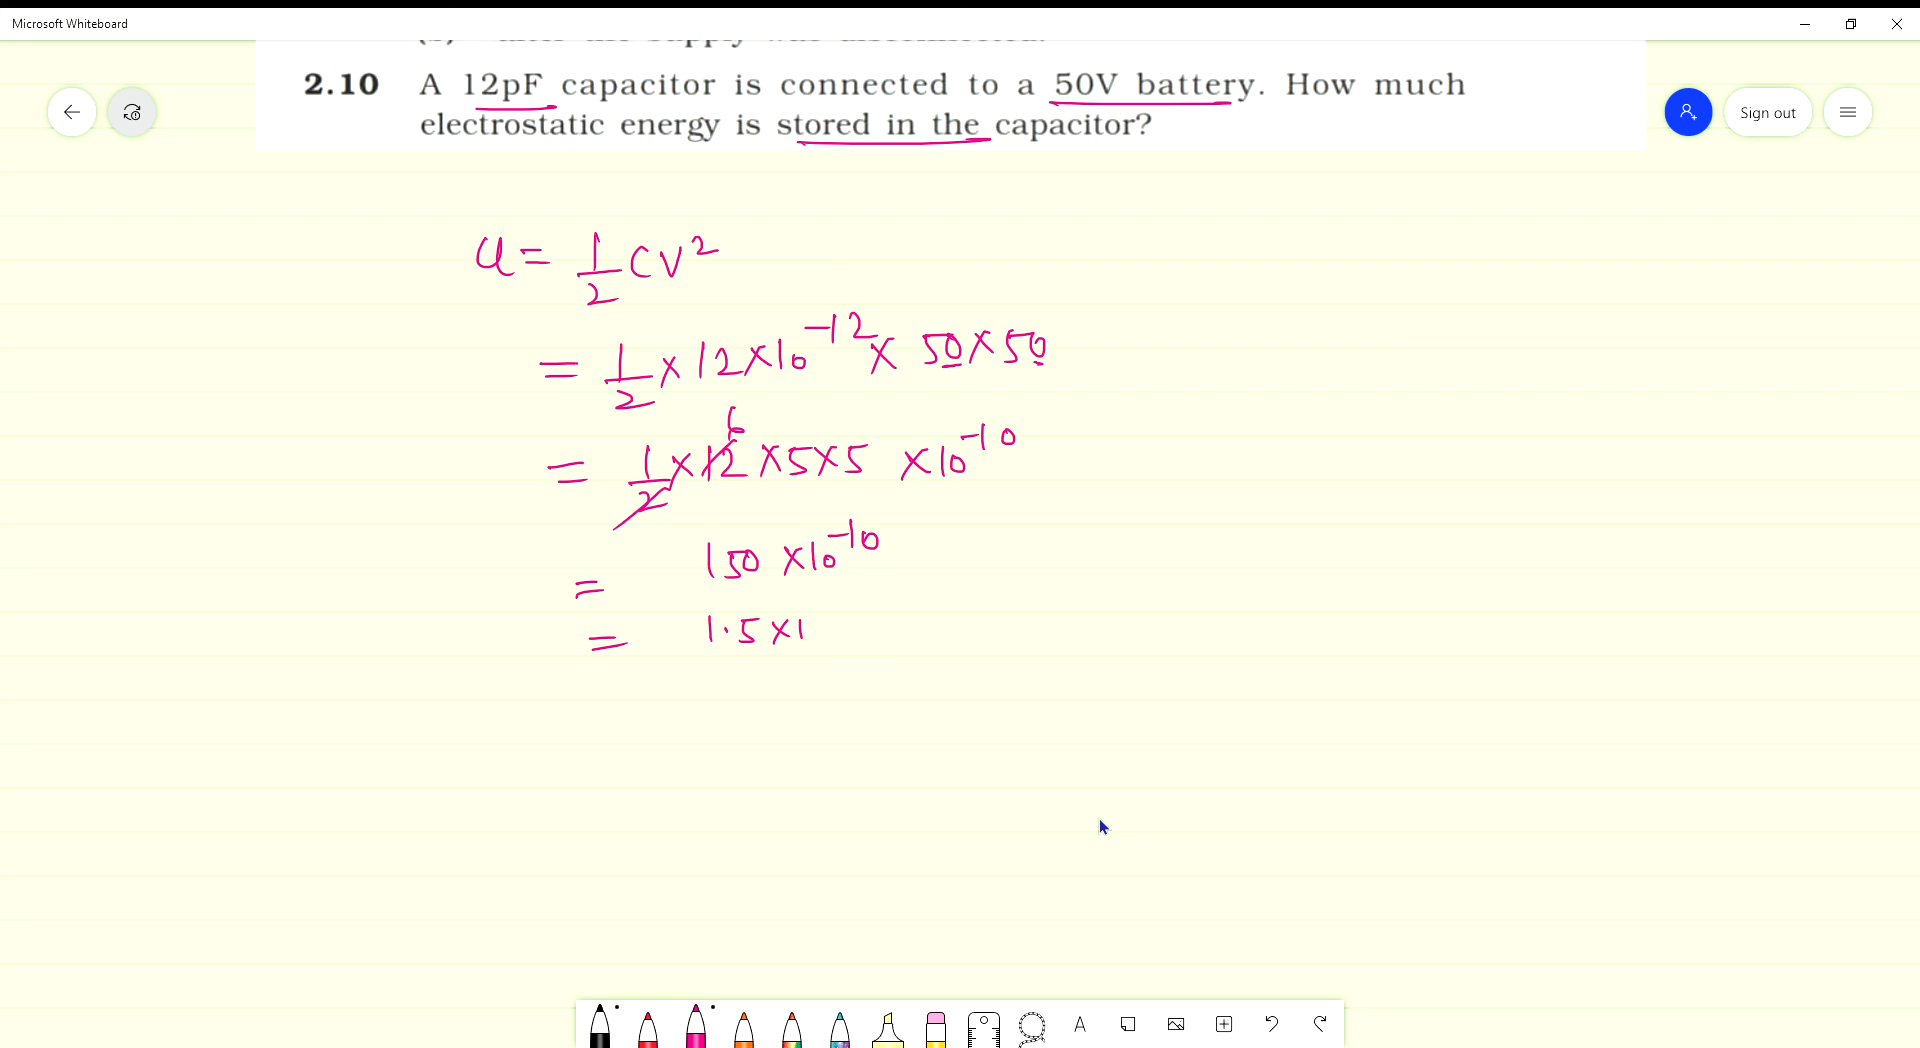 Microsoft Whiteboard
2.10 A 12pF capacitor is connected to a 50V battery. How much
electrostatic energy is stored in the capacitor?
Sign out
U = 1/2 CV²
= 1/2 × 12 × 10⁻¹² × 50 × 50
6
= 1/2 × 12 × 5 × 5 × 10⁻¹⁰
= 150 × 10⁻¹⁰
= 1.5 × 1
A